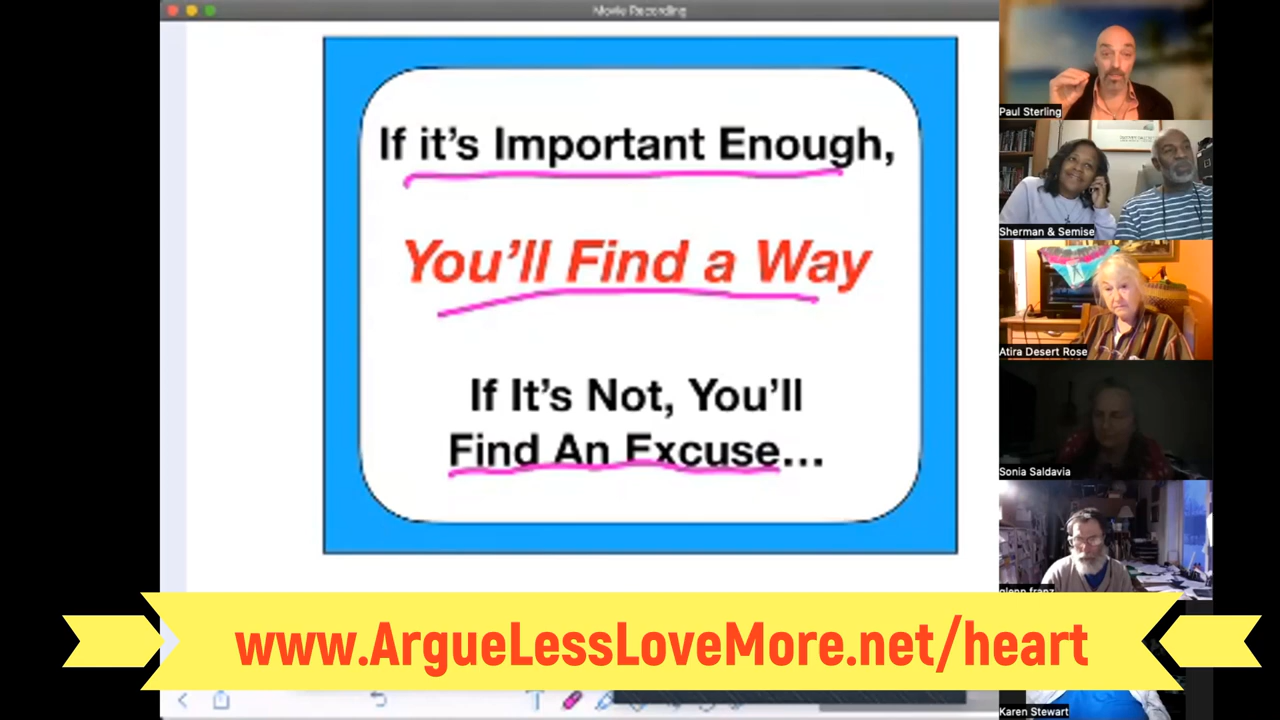 Movie Recording
If it's Important Enough,
You'll Find a Way
If It's Not, You'll
Find An Excuse...
Paul Sterling
Sherman & Semise
Atira Desert Rose
Sonia Saldavia
glenn franz
www.ArgueLessLoveMore.net/heart
Karen Stewart